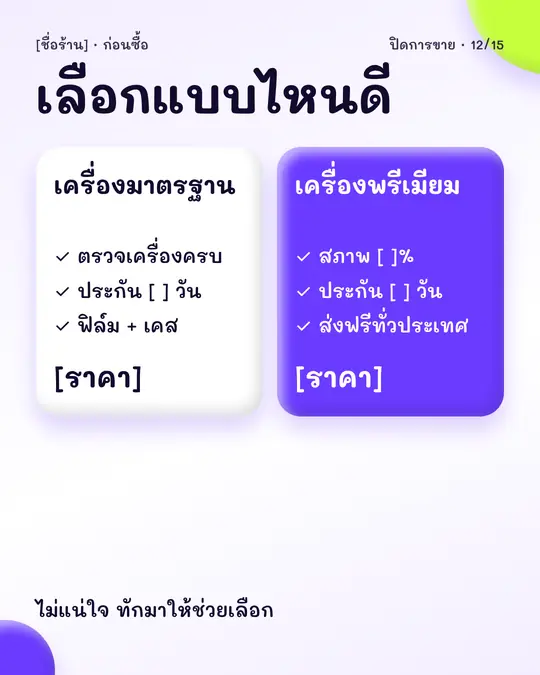 [ชื่อร้าน] · ก่อนซื้อ
ปิดการขาย · 12/15
เลือกแบบไหนดี
เครื่องมาตรฐาน
✓ ตรวจเครื่องครบ
✓ ประกัน [ ] วัน
✓ ฟิล์ม + เคส
[ราคา]
เครื่องพรีเมียม
✓ สภาพ [ ]%
✓ ประกัน [ ] วัน
✓ ส่งฟรีทั่วประเทศ
[ราคา]
ไม่แน่ใจ ทักมาให้ช่วยเลือก